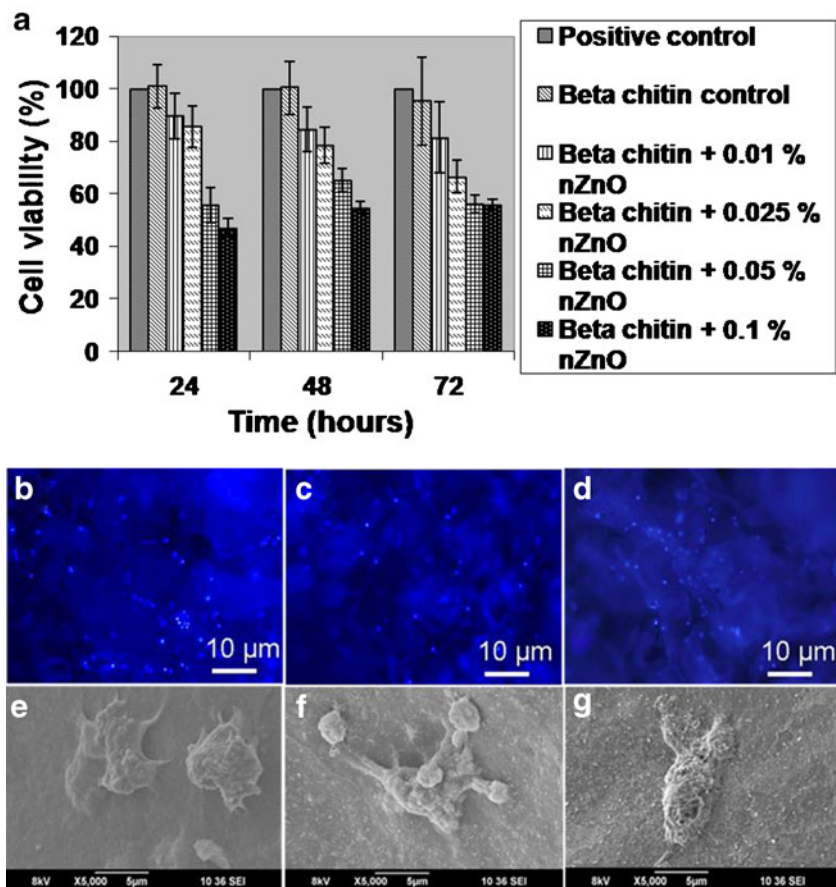 a
120
100
80
60
40
20
0
Cell viability (%)
24
48
72
Time (hours)
Positive control
Beta chitin control
Beta chitin + 0.01 %
nZnO
Beta chitin + 0.025 %
nZnO
Beta chitin + 0.05 %
nZnO
Beta chitin + 0.1 %
nZnO
b
10 µm
c
10 µm
d
10 µm
e
8kV X5,000 5µm 10 36 SEI
f
8kV X5,000 5µm 10 36 SEI
g
8kV X5,000 5µm 10 36 SEI